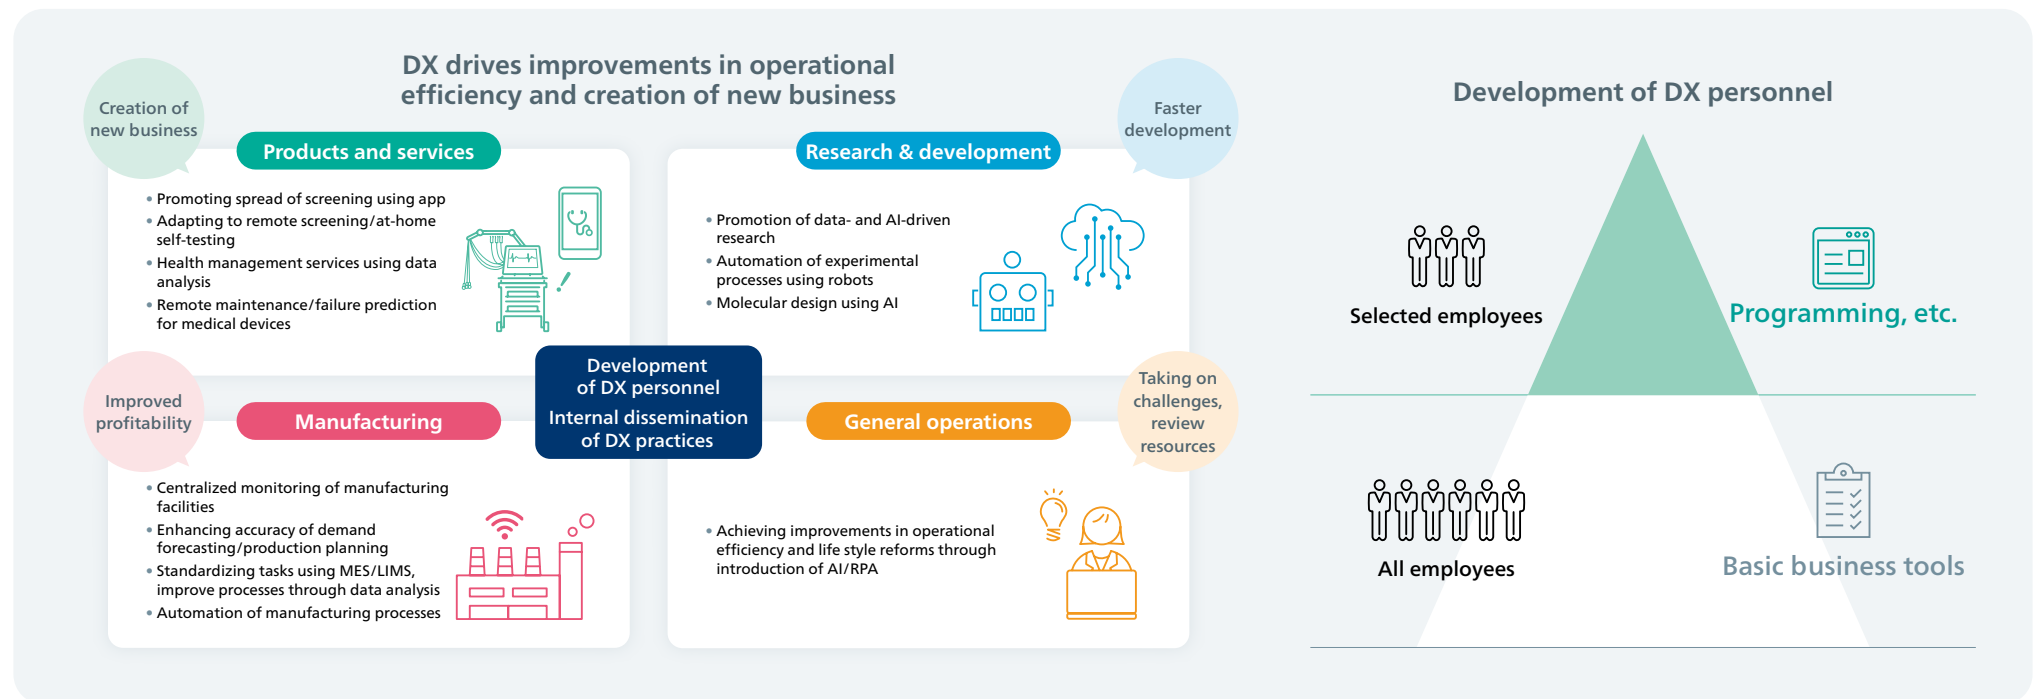 DX drives improvements in operational
efficiency and creation of new business
Creation of
new business
Products and services
• Promoting spread of screening using app
• Adapting to remote screening/at-home
self-testing
• Health management services using data
analysis
• Remote maintenance/failure prediction
for medical devices
Faster
development
Research & development
• Promotion of data- and AI-driven
research
• Automation of experimental
processes using robots
• Molecular design using AI
Development
of DX personnel
Internal dissemination
of DX practices
Improved
profitability
Manufacturing
• Centralized monitoring of manufacturing
facilities
• Enhancing accuracy of demand
forecasting/production planning
• Standardizing tasks using MES/LIMS,
improve processes through data analysis
• Automation of manufacturing processes
Taking on
challenges,
review
resources
General operations
• Achieving improvements in operational
efficiency and life style reforms through
introduction of AI/RPA
Development of DX personnel
Selected employees
Programming, etc.
All employees
Basic business tools